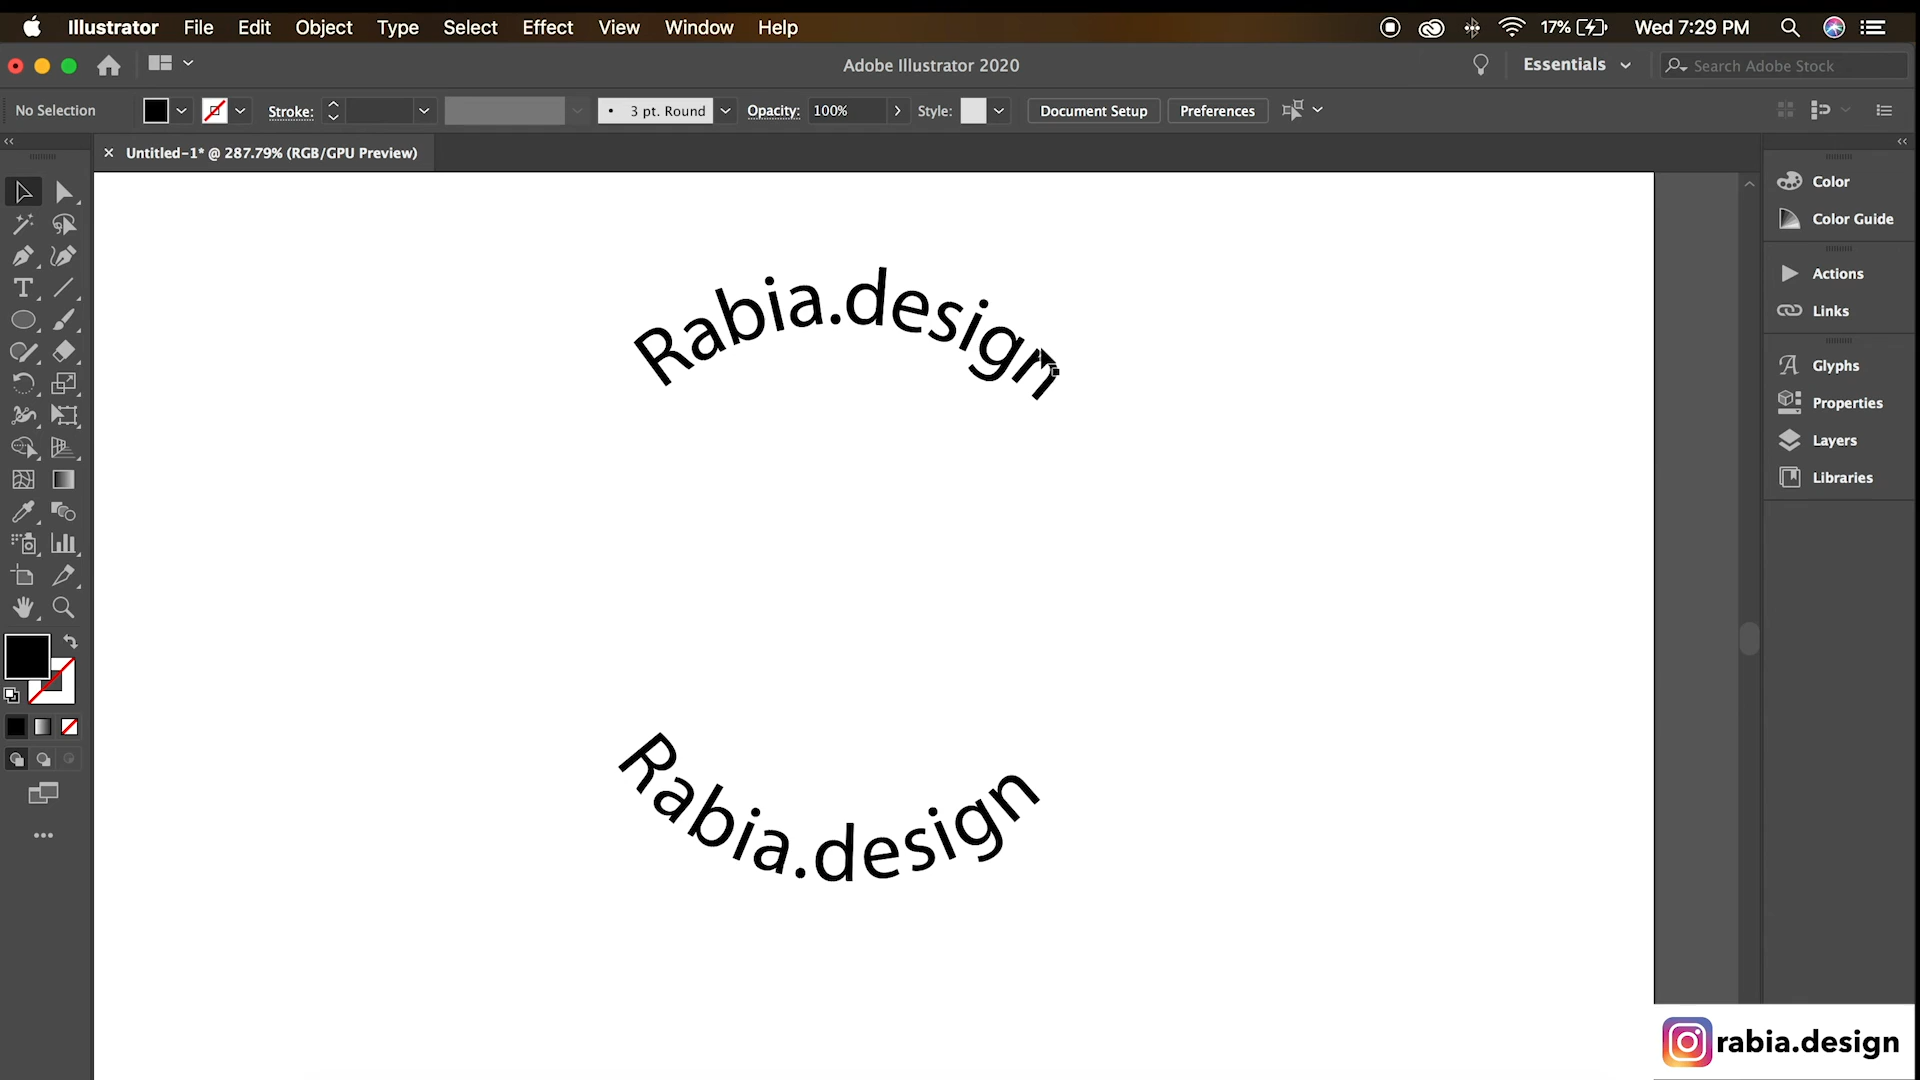 Illustrator File Edit Object Type Select Effect View Window Help 17% Wed 7:29 PM
Adobe Illustrator 2020 Essentials Search Adobe Stock
No Selection Stroke: • 3 pt. Round Opacity: 100% Style: Document Setup Preferences
Untitled-1* @ 287.79% (RGB/GPU Preview)
Color
Color Guide
Actions
Links
Glyphs
Properties
Layers
Libraries
Rabia.design
Rabia.design
rabia.design